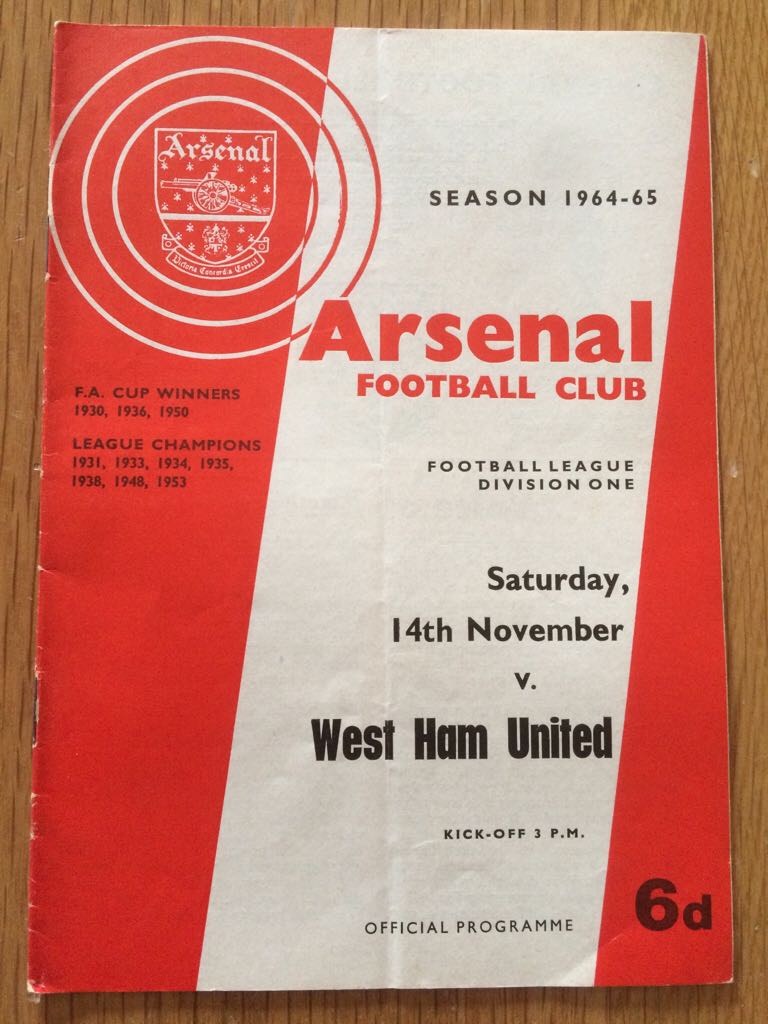 Arsenal
Victoria Concordia Crescit
SEASON 1964-65
Arsenal
FOOTBALL CLUB
F.A. CUP WINNERS
1930, 1936, 1950
LEAGUE CHAMPIONS
1931, 1933, 1934, 1935,
1938, 1948, 1953
FOOTBALL LEAGUE
DIVISION ONE
Saturday,
14th November
v.
West Ham United
KICK-OFF 3 P.M.
OFFICIAL PROGRAMME
6d